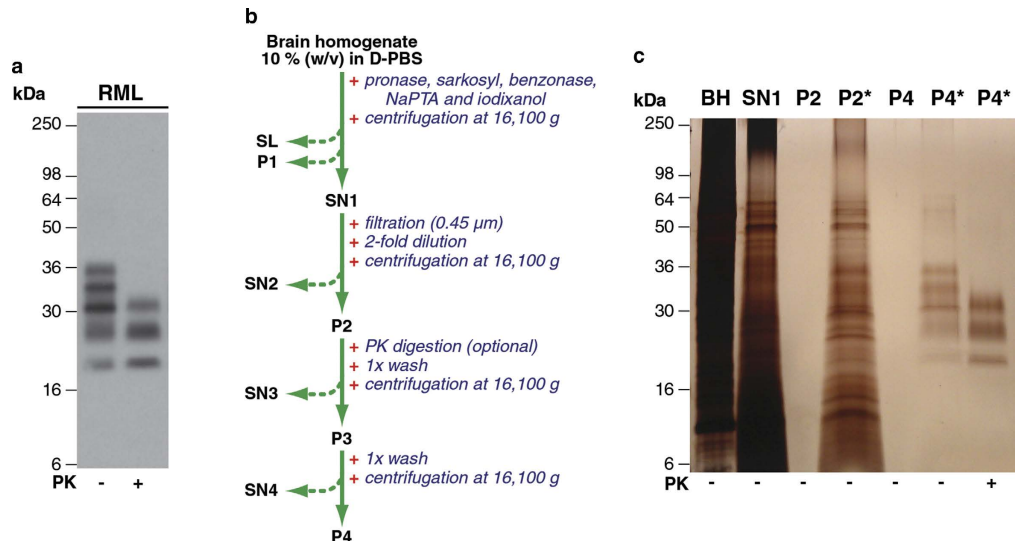 a
kDa
RML
250
98
64
50
36
30
16
6
PK - +
b
Brain homogenate
10 % (w/v) in D-PBS
+ pronase, sarkosyl, benzonase,
NaPTA and iodixanol
+ centrifugation at 16,100 g
SL
P1
SN1
+ filtration (0.45 µm)
+ 2-fold dilution
+ centrifugation at 16,100 g
SN2
P2
+ PK digestion (optional)
+ 1x wash
+ centrifugation at 16,100 g
SN3
P3
+ 1x wash
+ centrifugation at 16,100 g
SN4
P4
c
kDa BH SN1 P2 P2* P4 P4* P4*
250
98
64
50
36
30
16
6
PK - - - - - - +